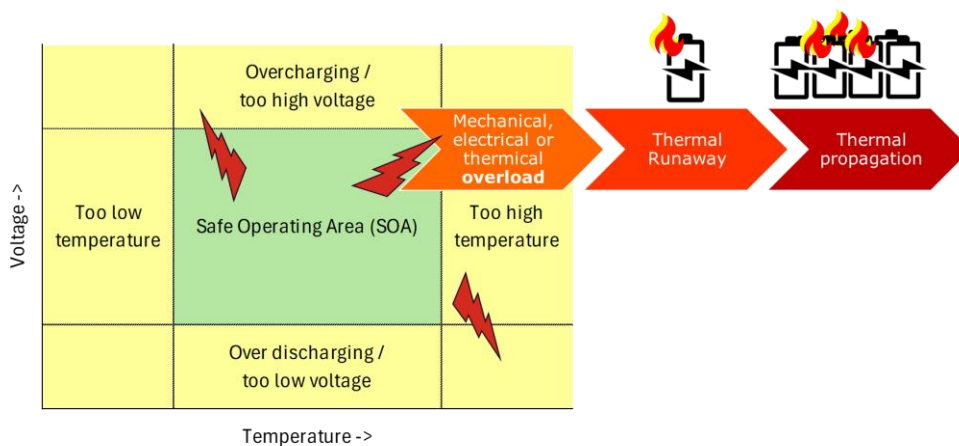 Overcharging /
too high voltage
Mechanical,
electrical or
thermical
overload
Thermal
Runaway
Thermal
propagation
Too low
temperature
Safe Operating Area (SOA)
Too high
temperature
Voltage ->
Over discharging /
too low voltage
Temperature ->